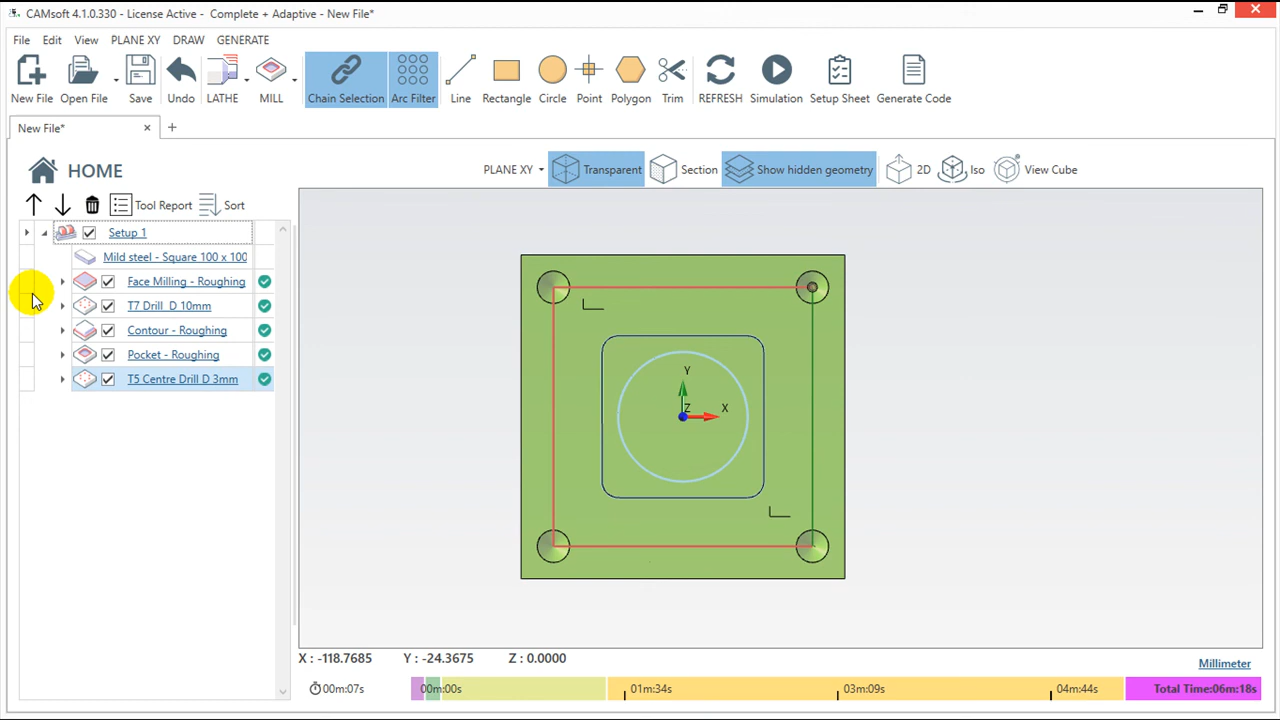 CAMsoft 4.1.0.330 - License Active - Complete + Adaptive - New File*
File Edit View PLANE XY DRAW GENERATE
New File Open File Save Undo LATHE MILL Chain Selection Arc Filter Line Rectangle Circle Point Polygon Trim REFRESH Simulation Setup Sheet Generate Code
New File*
HOME
PLANE XY Transparent Section Show hidden geometry 2D Iso View Cube
Tool Report Sort
Setup 1
Mild steel - Square 100 x 100
Face Milling - Roughing
T7 Drill D 10mm
Contour - Roughing
Pocket - Roughing
T5 Centre Drill D 3mm
Y
Z
X
X : -118.7685 Y : -24.3675 Z : 0.0000
Millimeter
00m:07s 00m:00s 01m:34s 03m:09s 04m:44s Total Time:06m:18s